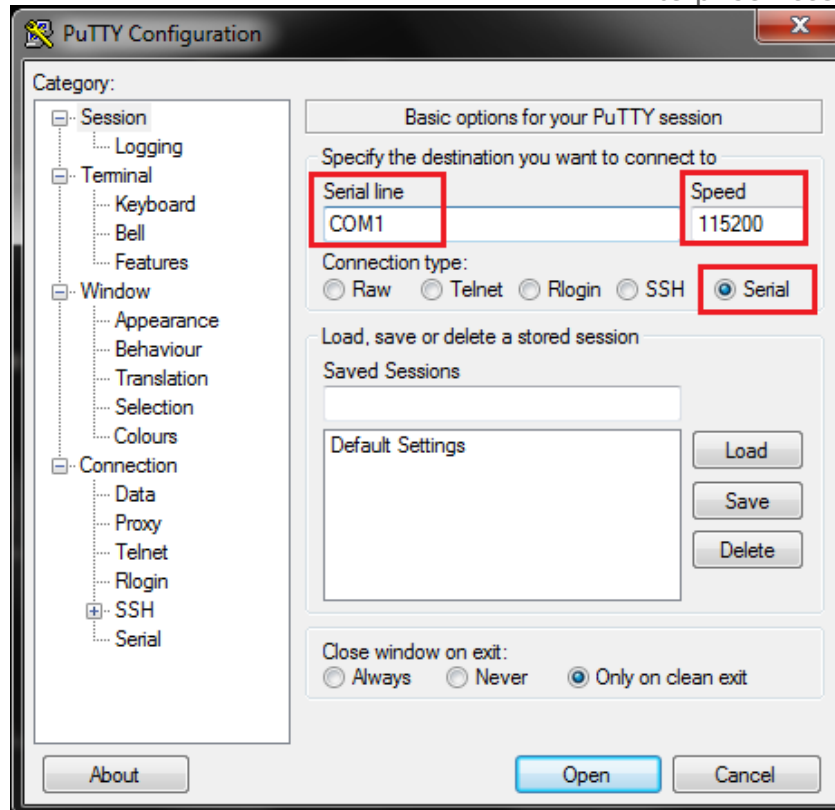 PuTTY Configuration
X
Category:
Session
Logging
Terminal
Keyboard
Bell
Features
Window
Appearance
Behaviour
Translation
Selection
Colours
Connection
Data
Proxy
Telnet
Rlogin
SSH
Serial
Basic options for your PuTTY session
Specify the destination you want to connect to
Serial line Speed
COM1 115200
Connection type:
Raw Telnet Rlogin SSH Serial
Load, save or delete a stored session
Saved Sessions
Default Settings
Load
Save
Delete
Close window on exit:
Always Never Only on clean exit
About Open Cancel